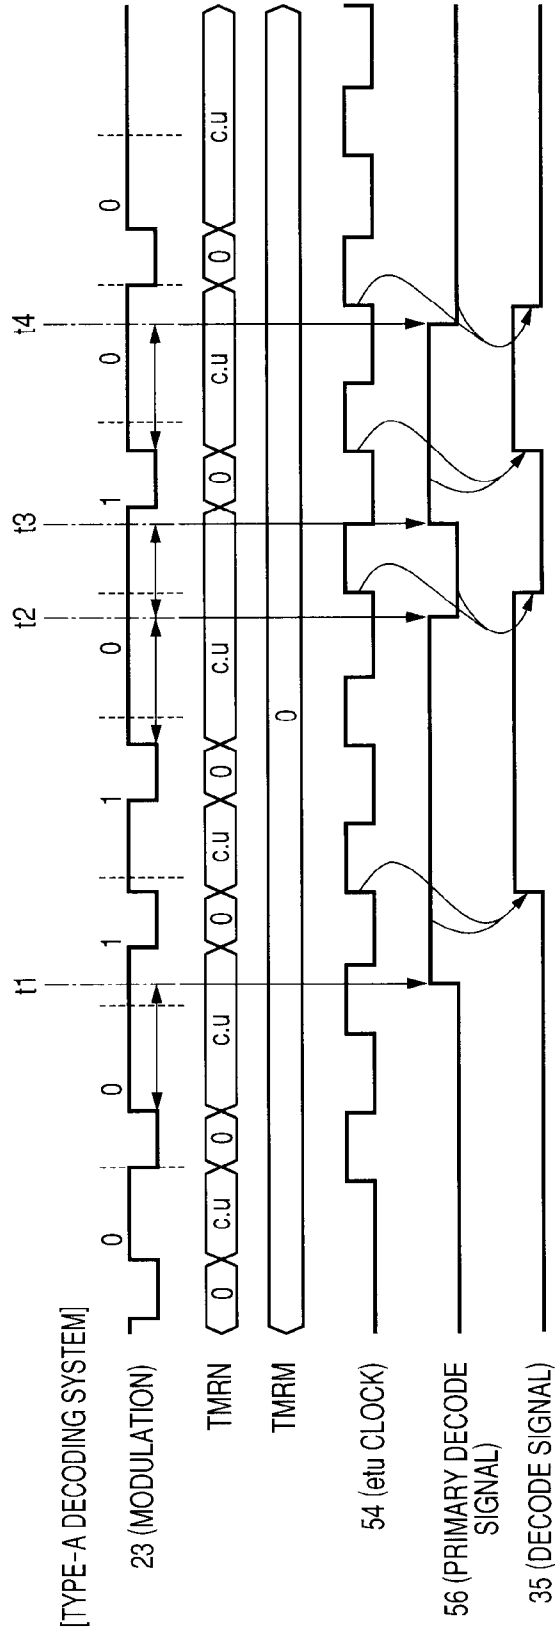 [TYPE-A DECODING SYSTEM]
t1 t2 t3 t4
0 0 1 1 0 1 0 0
23 (MODULATION)
TMRN 0 c.u 0 c.u 0 c.u 0 c.u 0 c.u 0 c.u
TMRM 0
54 (etu CLOCK)
56 (PRIMARY DECODE
SIGNAL)
35 (DECODE SIGNAL)